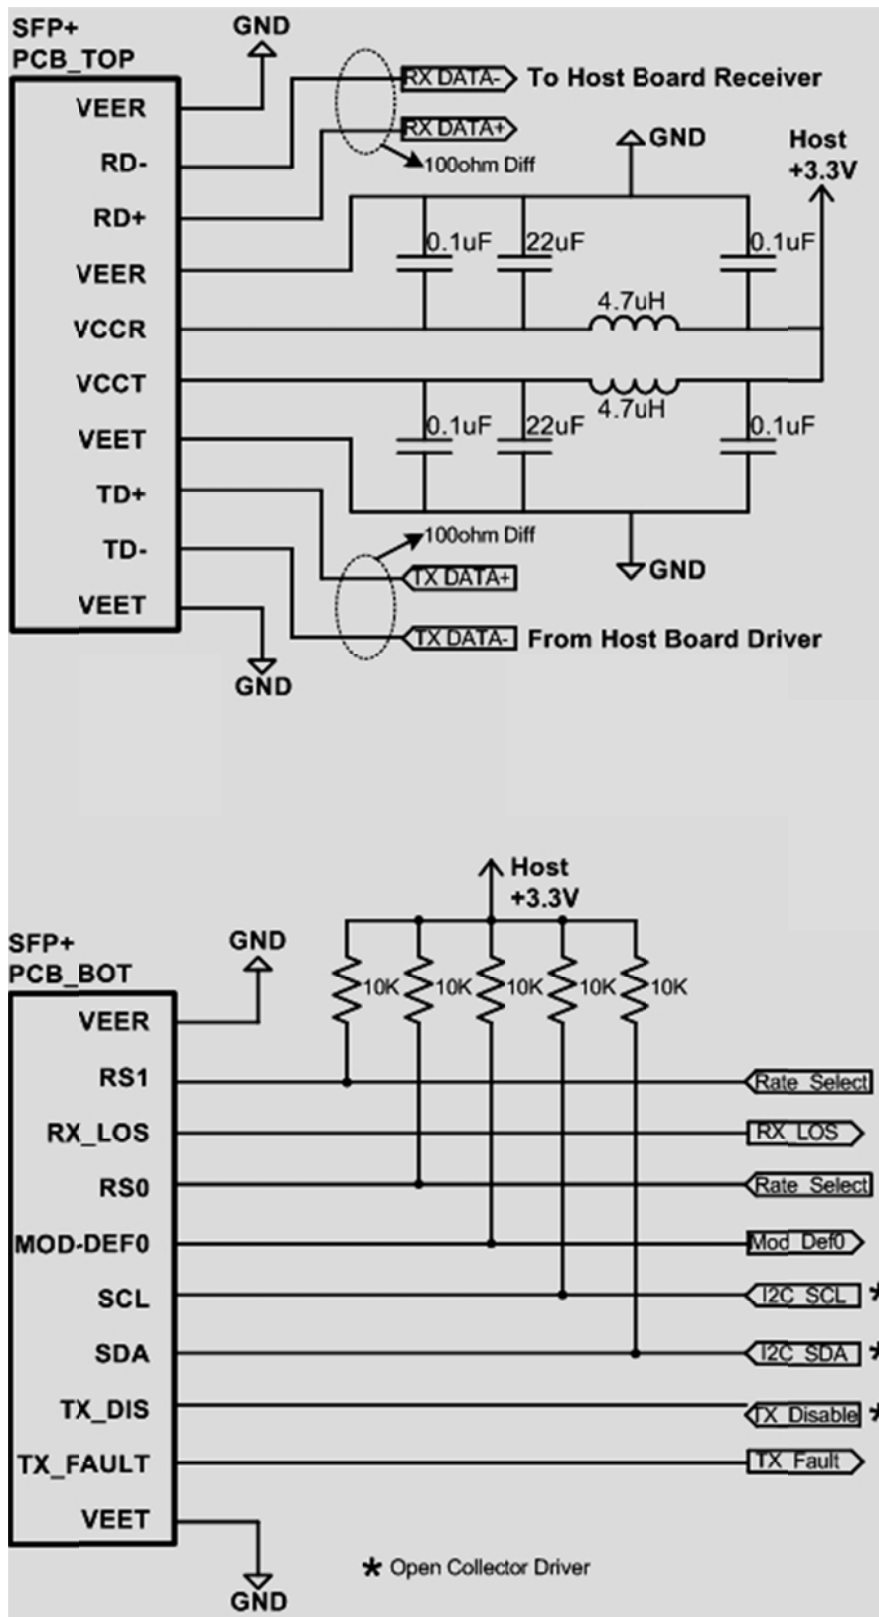 SFP+
PCB_TOP
GND
VEER
RX DATA- To Host Board Receiver
RD-
RX DATA+
100ohm Diff
GND
Host
+3.3V
RD+
0.1uF 22uF 0.1uF
VEER
4.7uH
VCCR
VCCT
4.7uH
0.1uF 22uF 0.1uF
VEET
TD+
100ohm Diff
TD-
TX DATA+
GND
VEET
TX DATA- From Host Board Driver
GND
Host
+3.3V
SFP+
PCB_BOT
GND
10K 10K 10K 10K 10K
VEER
RS1 Rate_Select
RX_LOS RX_LOS
RS0 Rate_Select
MOD-DEF0 Mod_Def0
SCL I2C_SCL *
SDA I2C_SDA *
TX_DIS TX_Disable *
TX_FAULT TX_Fault
VEET
* Open Collector Driver
GND